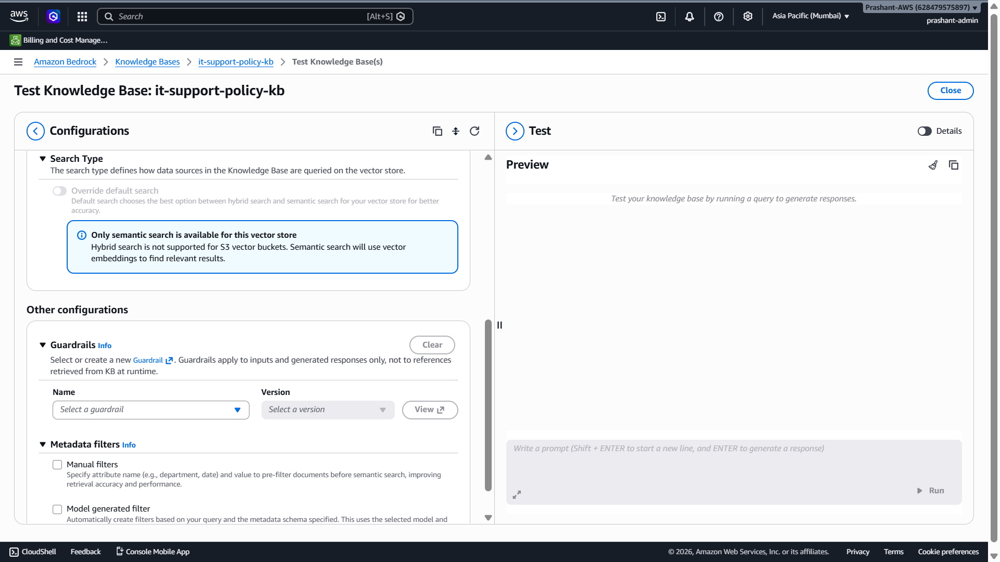 aws
Search
[Alt+S]
Asia Pacific (Mumbai)
Prashant-AWS (628479575897)
prashant-admin
Billing and Cost Manage...
Amazon Bedrock
Knowledge Bases
it-support-policy-kb
Test Knowledge Base(s)
Test Knowledge Base: it-support-policy-kb
Close
Configurations
Search Type
The search type defines how data sources in the Knowledge Base are queried on the vector store.
Override default search
Default search chooses the best option between hybrid search and semantic search for your vector store for better
accuracy.
Only semantic search is available for this vector store
Hybrid search is not supported for S3 vector buckets. Semantic search will use vector
embeddings to find relevant results.
Other configurations
Guardrails Info
Clear
Select or create a new Guardrail. Guardrails apply to inputs and generated responses only, not to references
retrieved from KB at runtime.
Name
Version
Select a guardrail
Select a version
View
Metadata filters Info
Manual filters
Specify attribute name (e.g., department, date) and value to pre-filter documents before semantic search, improving
retrieval accuracy and performance.
Model generated filter
Automatically create filters based on your query and the metadata schema specified. This uses the selected model and
Test
Details
Preview
Test your knowledge base by running a query to generate responses.
Write a prompt (Shift + ENTER to start a new line, and ENTER to generate a response)
Run
CloudShell
Feedback
Console Mobile App
© 2026, Amazon Web Services, Inc. or its affiliates.
Privacy
Terms
Cookie preferences